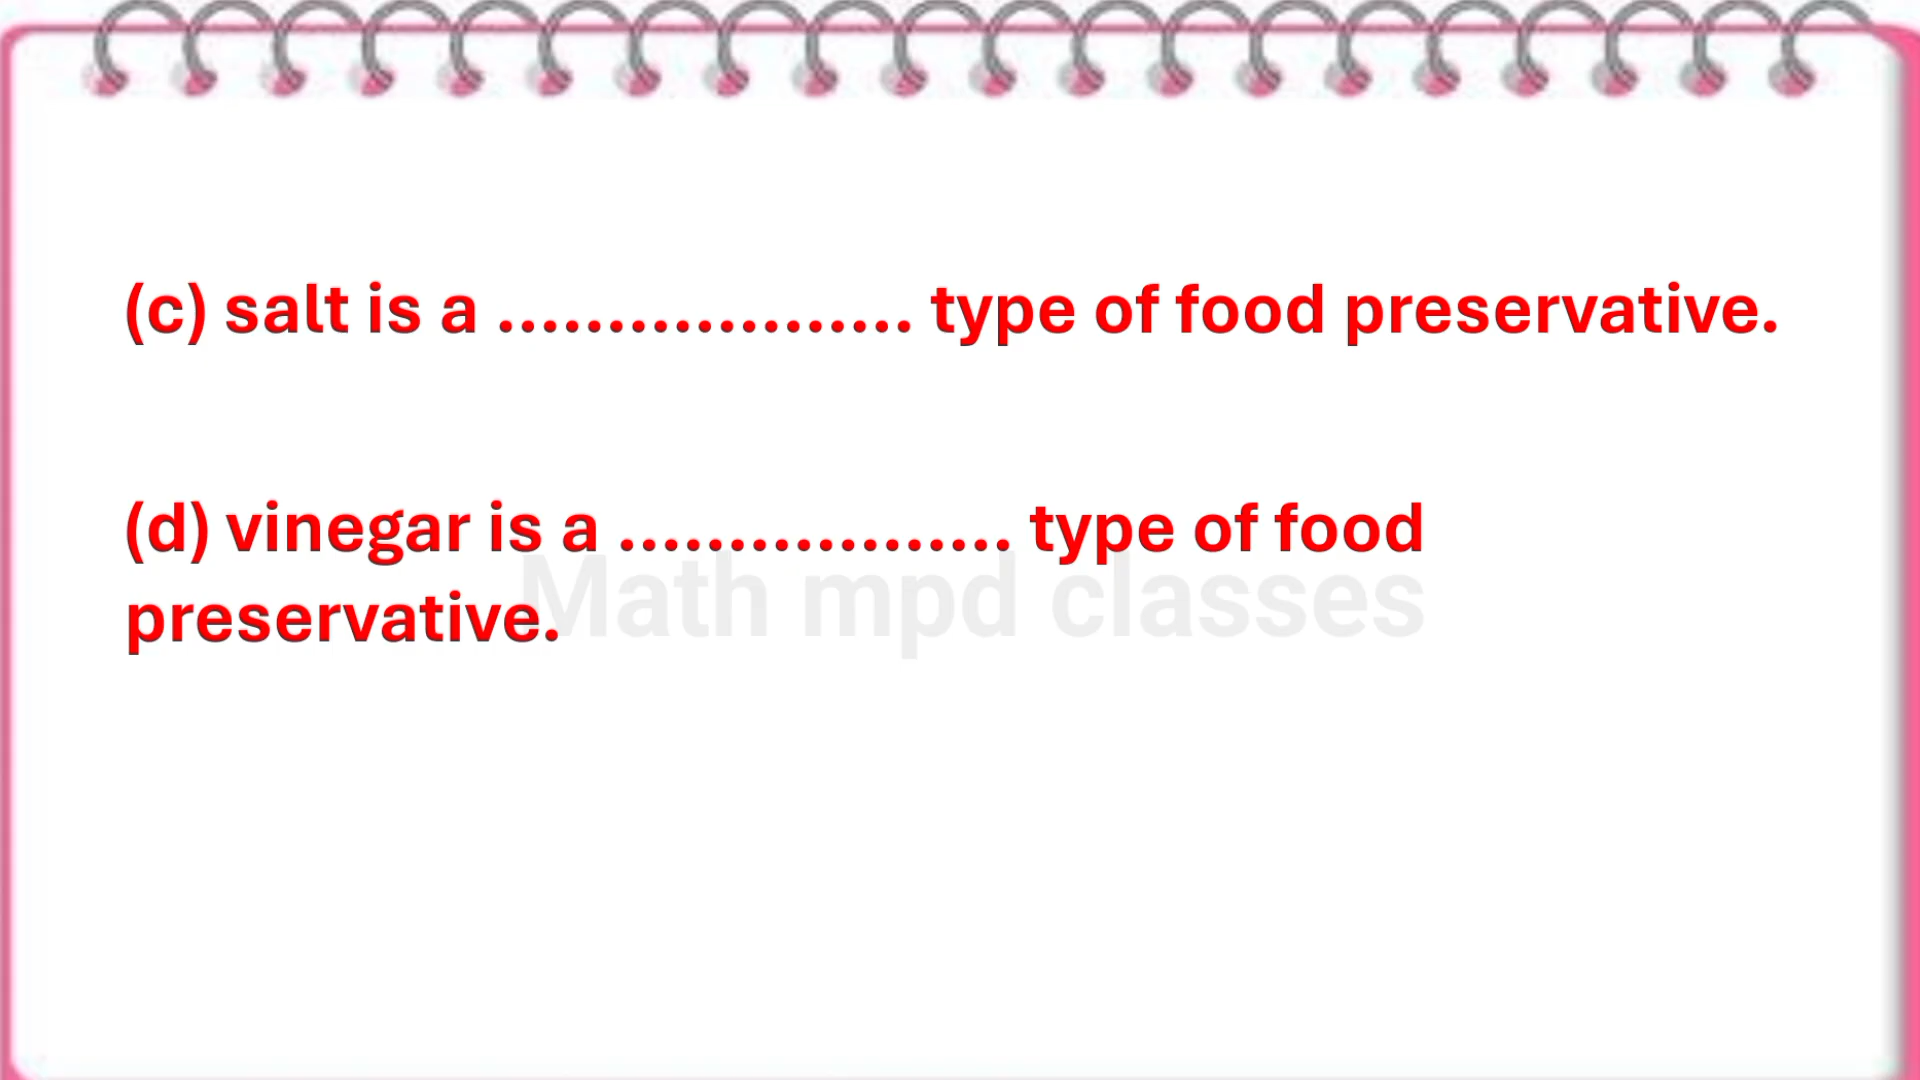 (c) salt is a ................... type of food preservative.
(d) vinegar is a .................. type of food
preservative.
Math mpd classes